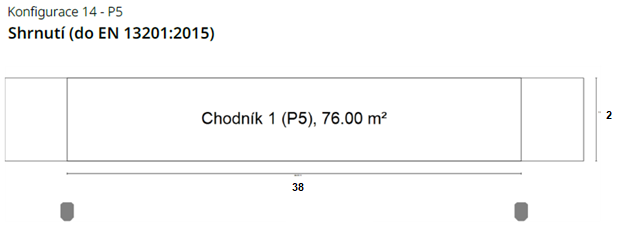 Konfigurace 14 - P5
Shrnutí (do EN 13201:2015)
Chodník 1 (P5), 76.00 m²
2
38